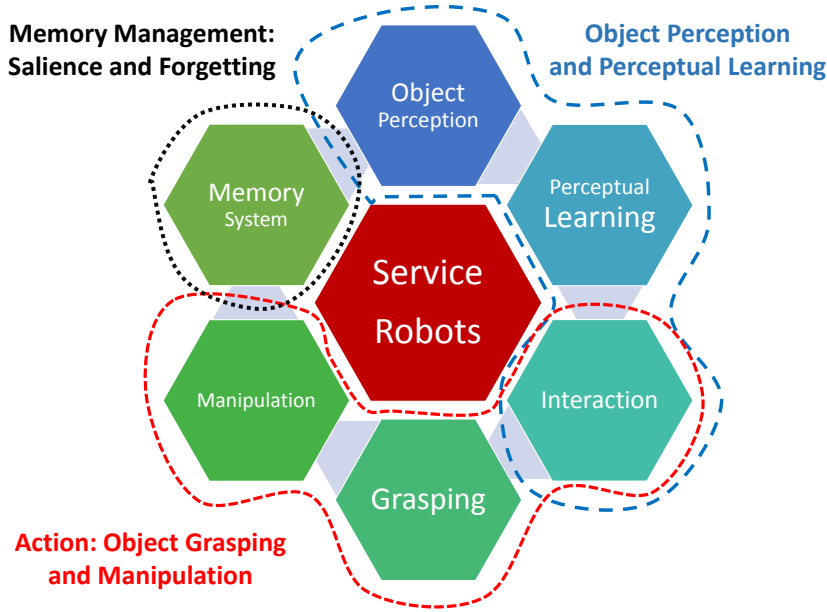 Memory Management:
Salience and Forgetting
Object Perception
and Perceptual Learning
Object
Perception
Memory
System
Perceptual
Learning
Service
Robots
Manipulation
Interaction
Grasping
Action: Object Grasping
and Manipulation